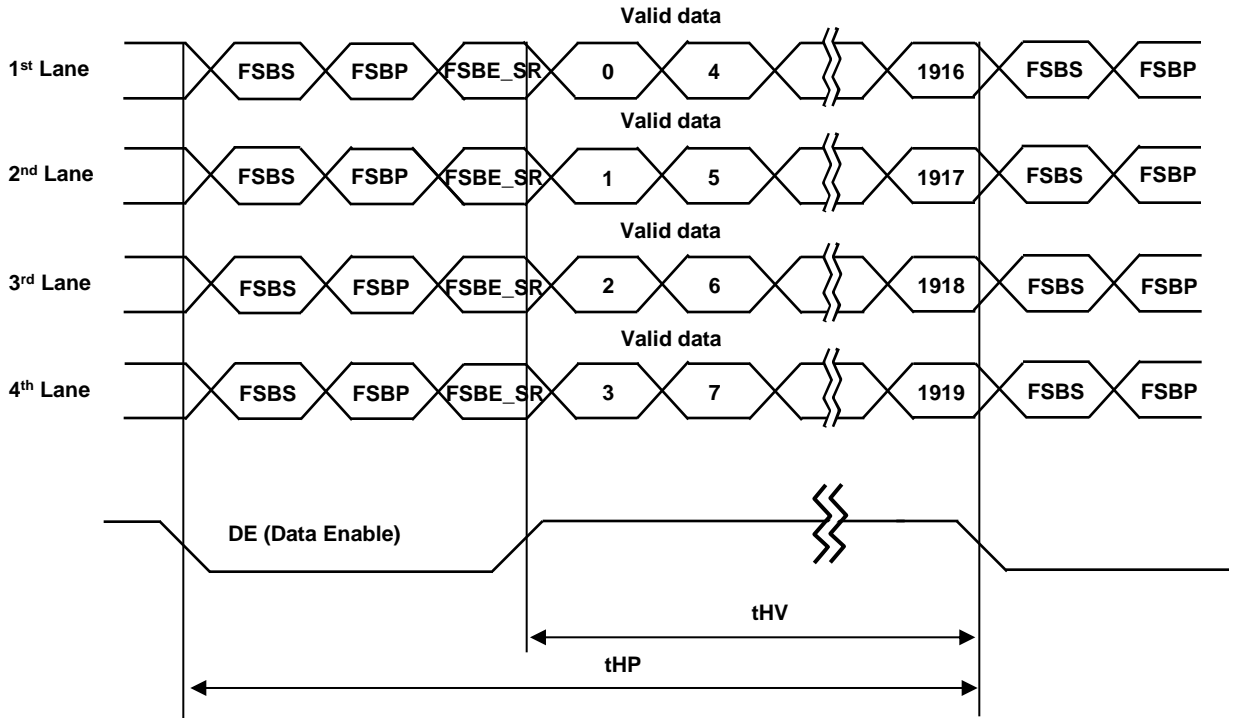 Valid data
1st Lane FSBS FSBP FSBE_SR 0 4 1916 FSBS FSBP
Valid data
2nd Lane FSBS FSBP FSBE_SR 1 5 1917 FSBS FSBP
Valid data
3rd Lane FSBS FSBP FSBE_SR 2 6 1918 FSBS FSBP
Valid data
4th Lane FSBS FSBP FSBE_SR 3 7 1919 FSBS FSBP
DE (Data Enable)
tHV
tHP